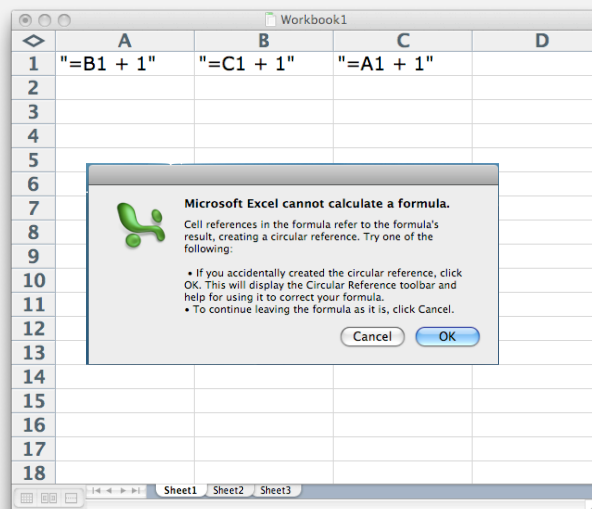 Workbook1
A B C D
1 "=B1 + 1" "=C1 + 1" "=A1 + 1"
2
3
4
5
6
7
8
9
10
11
12
13
14
15
16
17
18
Microsoft Excel cannot calculate a formula.
Cell references in the formula refer to the formula's
result, creating a circular reference. Try one of the
following:
• If you accidentally created the circular reference, click
OK. This will display the Circular Reference toolbar and
help for using it to correct your formula.
• To continue leaving the formula as it is, click Cancel.
Cancel OK
Sheet1 Sheet2 Sheet3